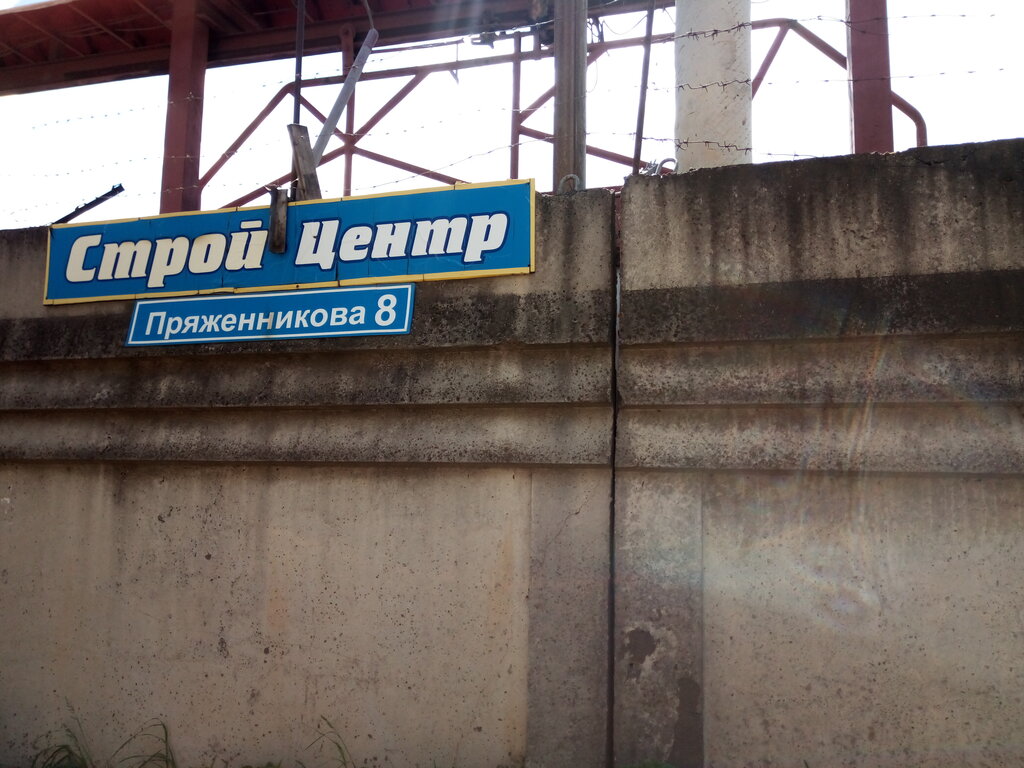 Строй Центр
Пряженникова 8